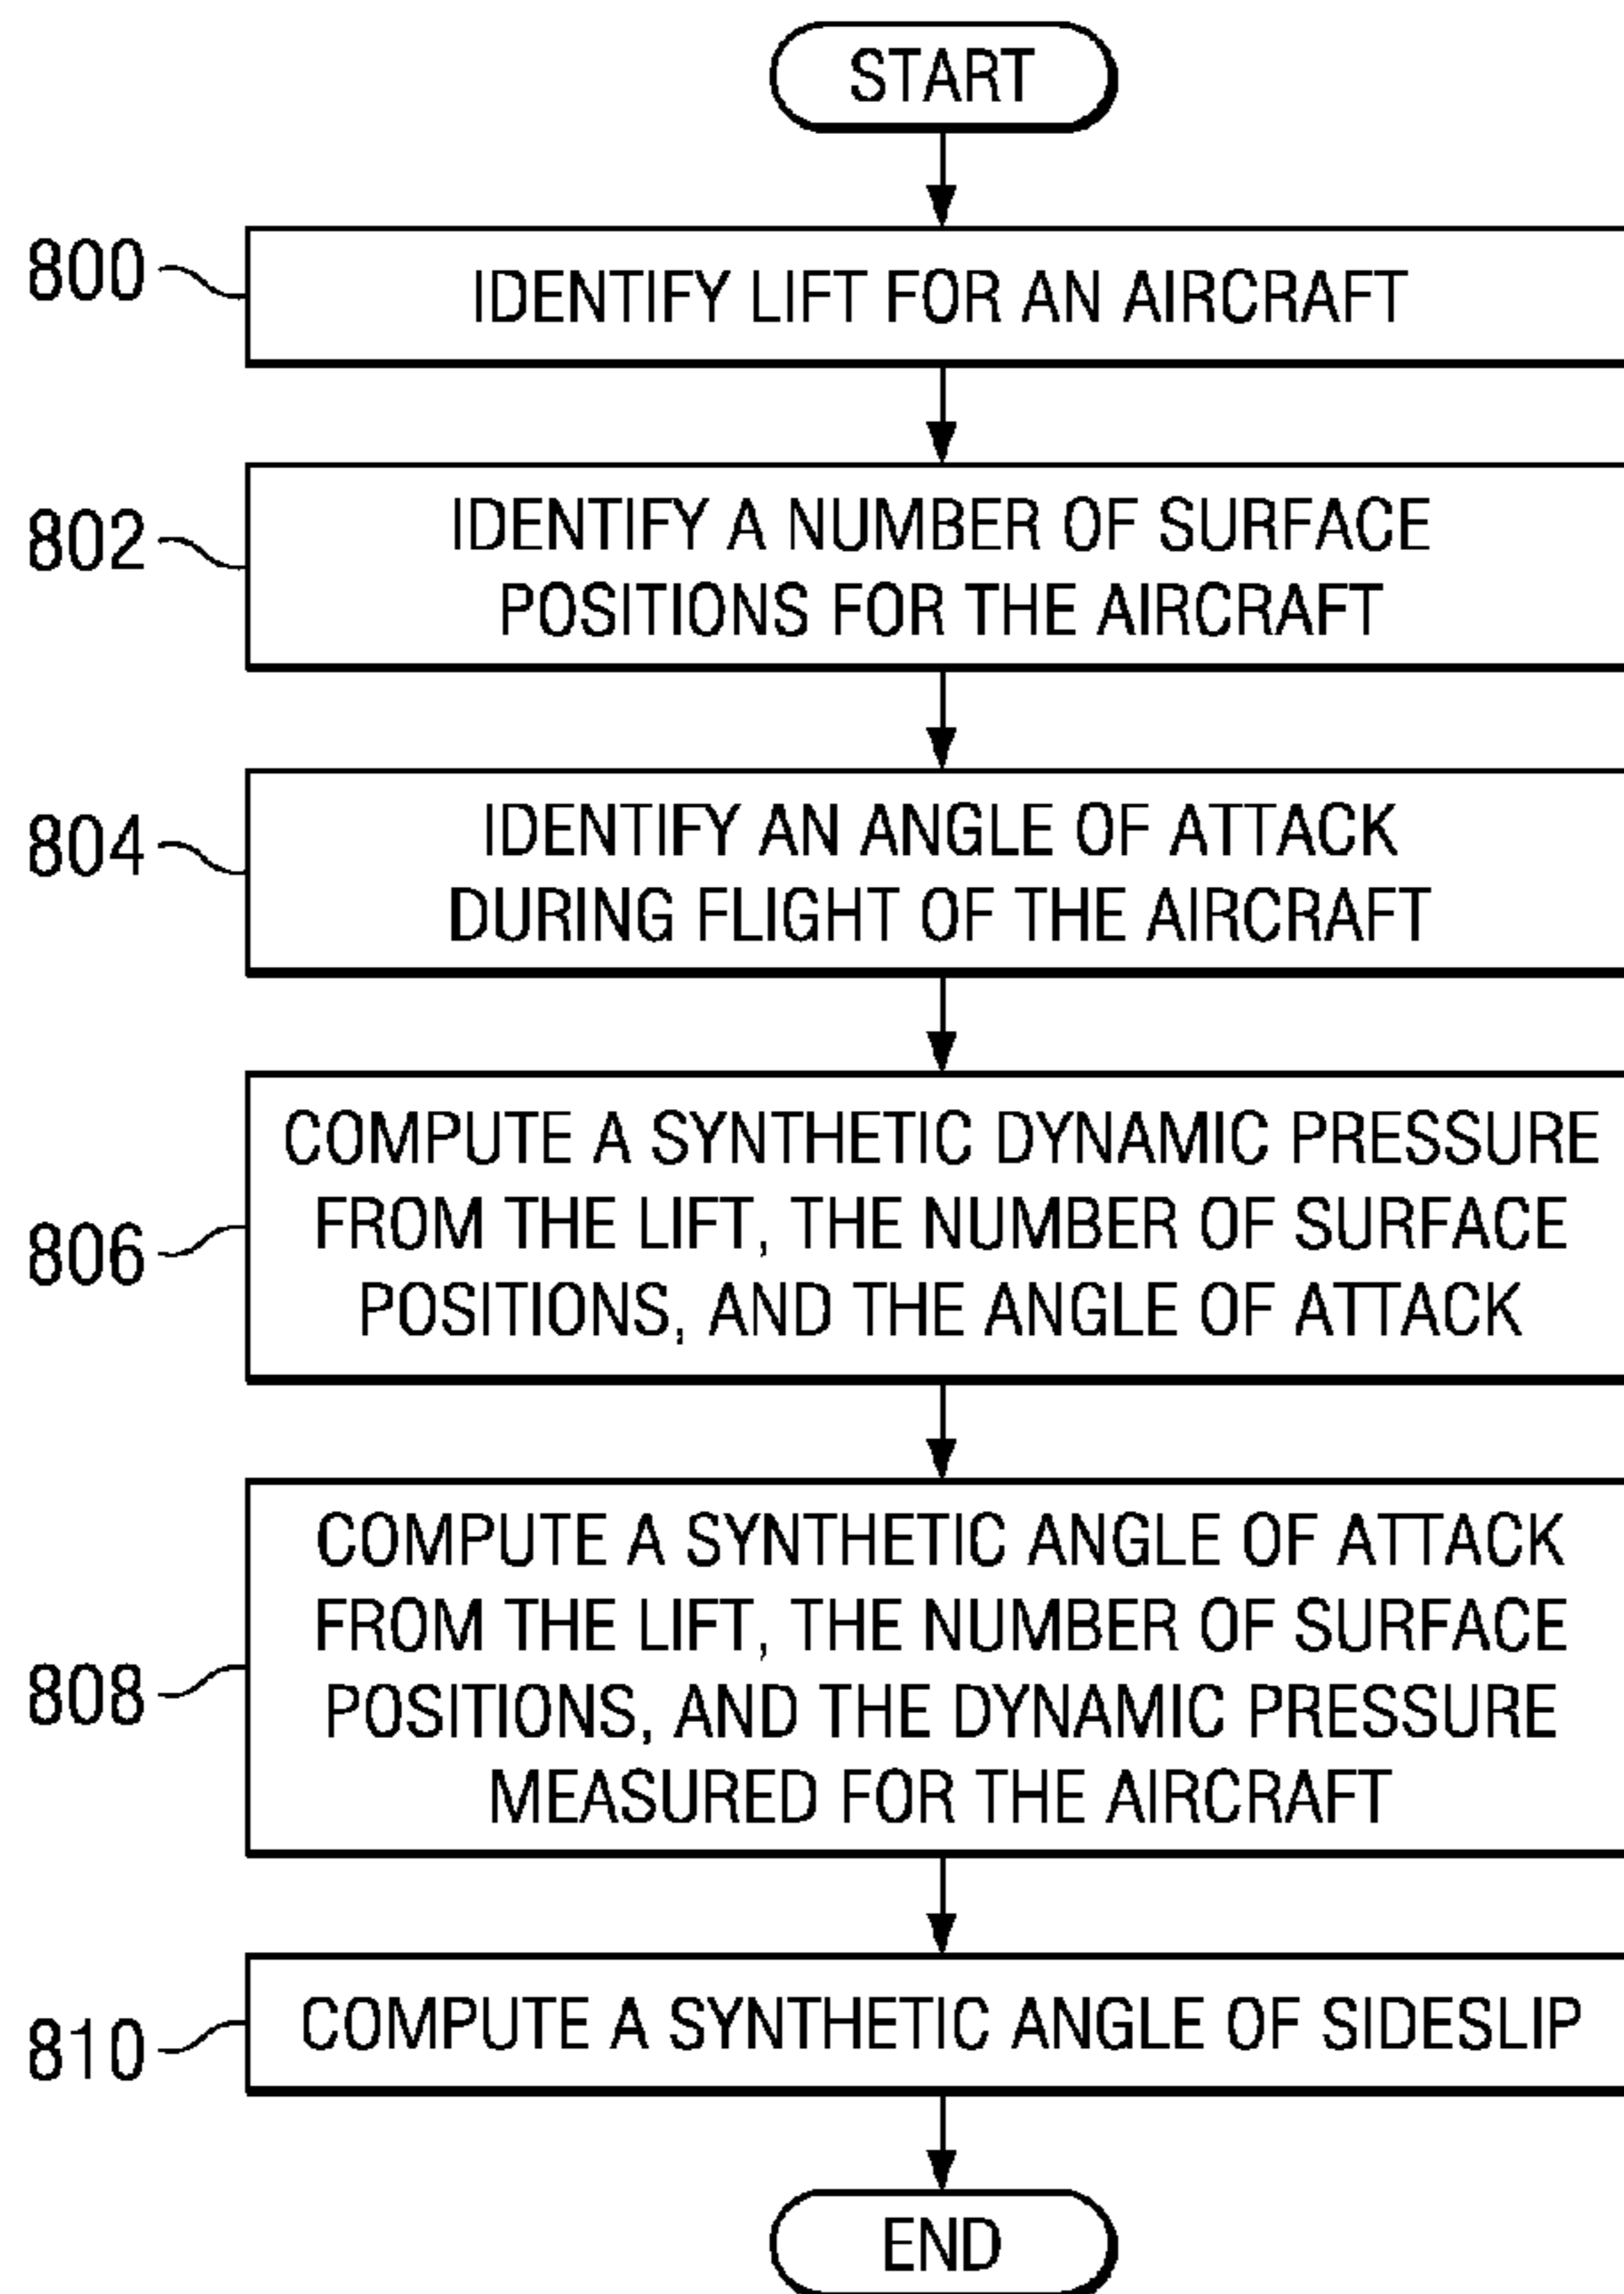 START
800
IDENTIFY LIFT FOR AN AIRCRAFT
802
IDENTIFY A NUMBER OF SURFACE
POSITIONS FOR THE AIRCRAFT
804
IDENTIFY AN ANGLE OF ATTACK
DURING FLIGHT OF THE AIRCRAFT
806
COMPUTE A SYNTHETIC DYNAMIC PRESSURE
FROM THE LIFT, THE NUMBER OF SURFACE
POSITIONS, AND THE ANGLE OF ATTACK
808
COMPUTE A SYNTHETIC ANGLE OF ATTACK
FROM THE LIFT, THE NUMBER OF SURFACE
POSITIONS, AND THE DYNAMIC PRESSURE
MEASURED FOR THE AIRCRAFT
810
COMPUTE A SYNTHETIC ANGLE OF SIDESLIP
END